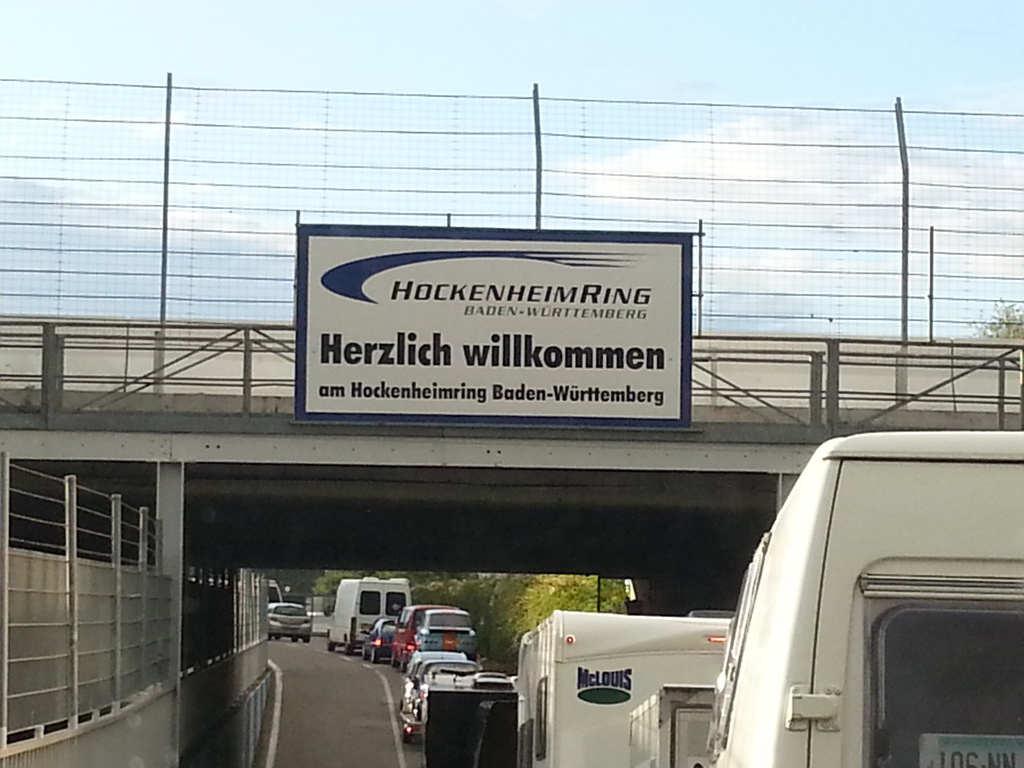 HOCKENHEIMRING
BADEN-WÜRTTEMBERG
Herzlich willkommen
am Hockenheimring Baden-Württemberg
McLOUIS